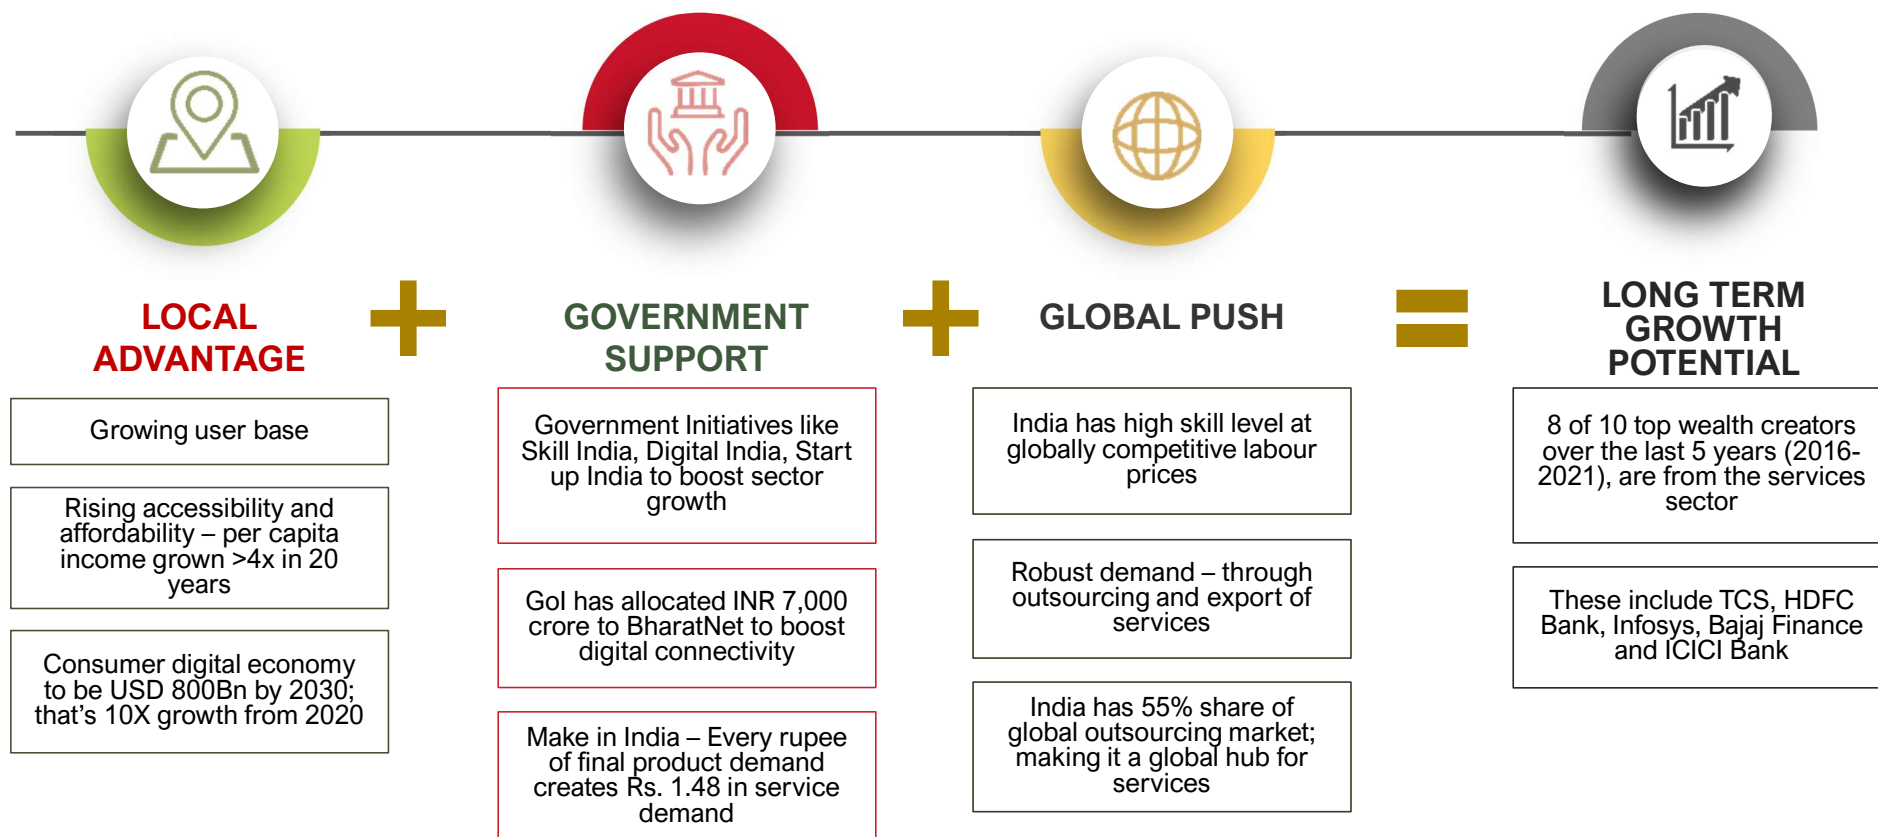 LOCAL
ADVANTAGE
Growing user base
Rising accessibility and
affordability – per capita
income grown >4x in 20
years
Consumer digital economy
to be USD 800Bn by 2030;
that's 10X growth from 2020
GOVERNMENT
SUPPORT
Government Initiatives like
Skill India, Digital India, Start
up India to boost sector
growth
GoI has allocated INR 7,000
crore to BharatNet to boost
digital connectivity
Make in India – Every rupee
of final product demand
creates Rs. 1.48 in service
demand
GLOBAL PUSH
India has high skill level at
globally competitive labour
prices
Robust demand – through
outsourcing and export of
services
India has 55% share of
global outsourcing market;
making it a global hub for
services
LONG TERM
GROWTH
POTENTIAL
8 of 10 top wealth creators
over the last 5 years (2016-
2021), are from the services
sector
These include TCS, HDFC
Bank, Infosys, Bajaj Finance
and ICICI Bank